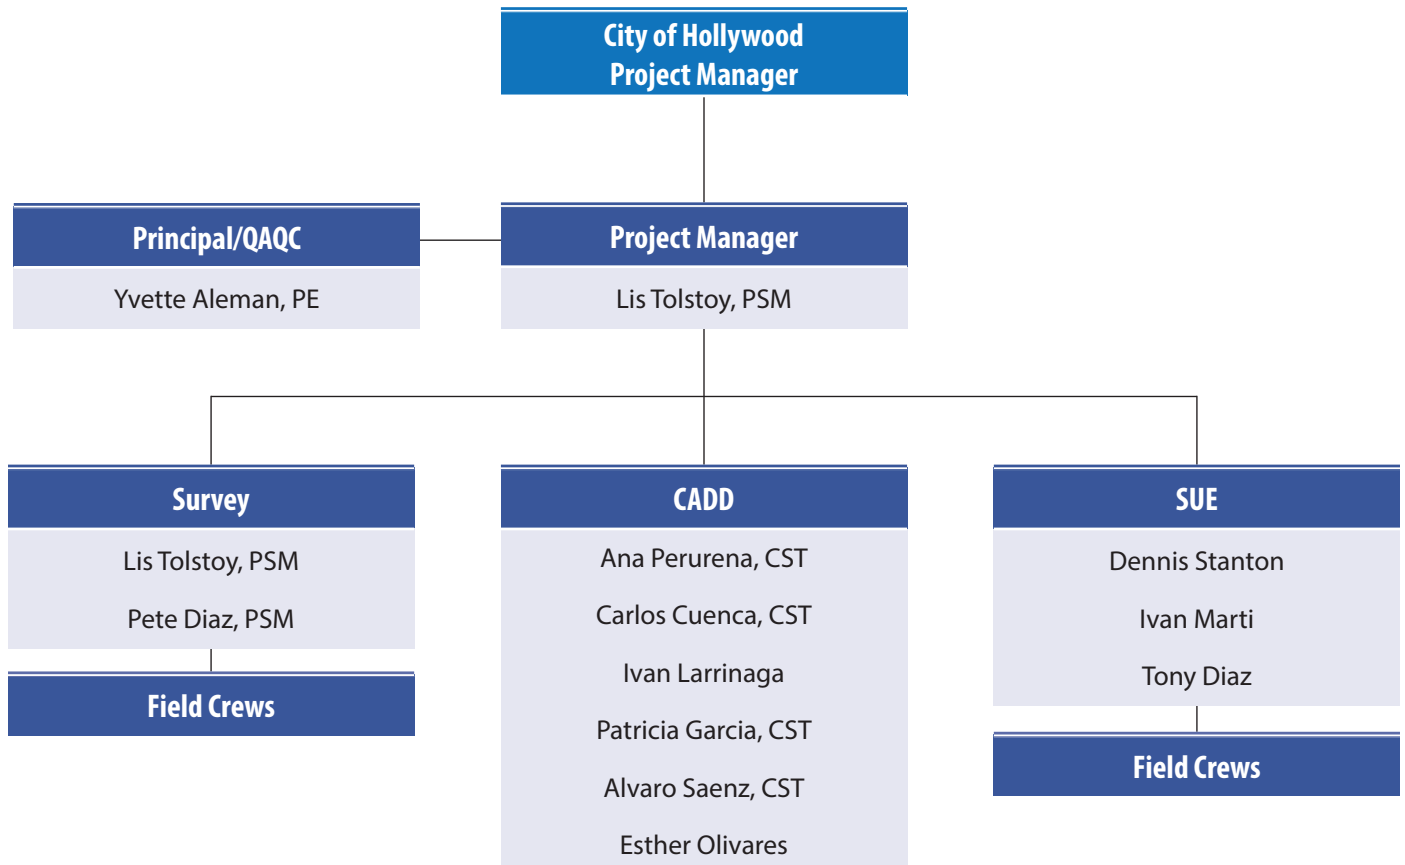 City of Hollywood
Project Manager
Principal/QAQC
Yvette Aleman, PE
Project Manager
Lis Tolstoy, PSM
Survey
Lis Tolstoy, PSM
Pete Diaz, PSM
Field Crews
CADD
Ana Perurena, CST
Carlos Cuenca, CST
Ivan Larrinaga
Patricia Garcia, CST
Alvaro Saenz, CST
Esther Olivares
SUE
Dennis Stanton
Ivan Marti
Tony Diaz
Field Crews